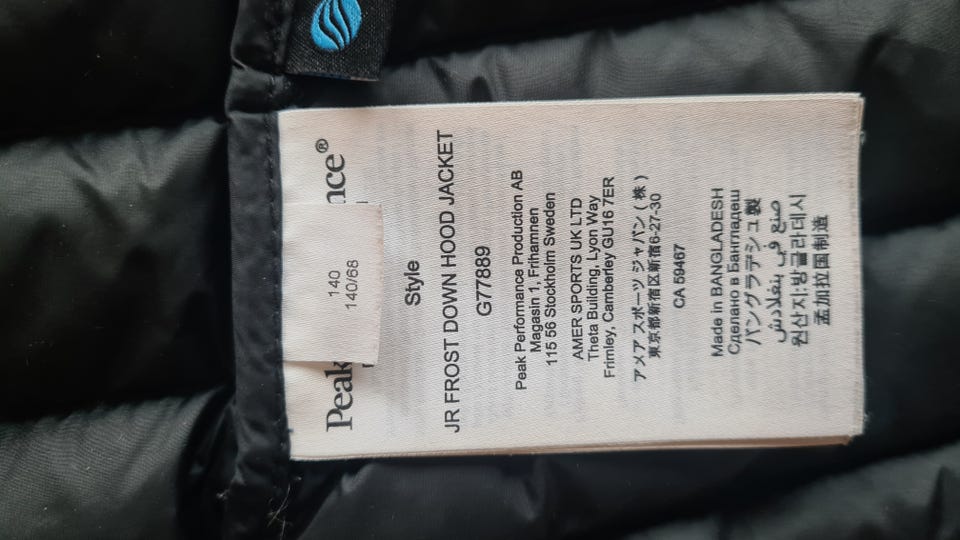 Peak
nce®
140
140/68
Style
JR FROST DOWN HOOD JACKET
G77889
Peak Performance Production AB
Magasin 1, Frihamnen
115 56 Stockholm Sweden
AMER SPORTS UK LTD
Theta Building, Lyon Way
Frimley, Camberley GU16 7ER
アメア スポーツ ジャパン (株)
東京都新宿区新宿6-27-30
CA 59467
Made in BANGLADESH
Сделано в Бангладеш
バングラデシュ製
صنع في بنغلادش
원산지:방글라데시
孟加拉国制造